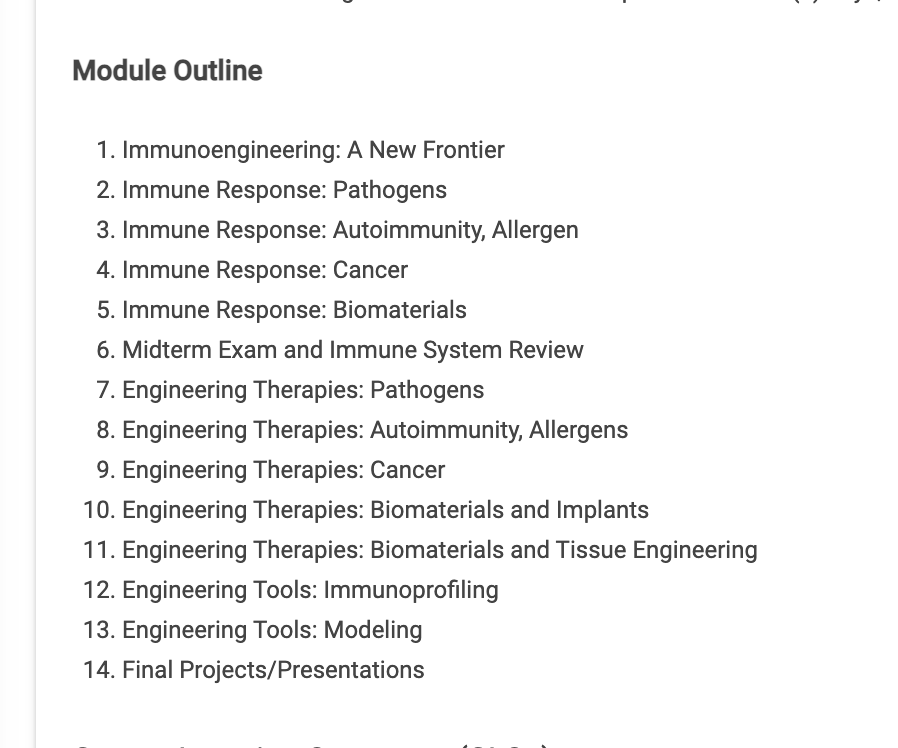 Module Outline
1. Immunoengineering: A New Frontier
2. Immune Response: Pathogens
3. Immune Response: Autoimmunity, Allergen
4. Immune Response: Cancer
5. Immune Response: Biomaterials
6. Midterm Exam and Immune System Review
7. Engineering Therapies: Pathogens
8. Engineering Therapies: Autoimmunity, Allergens
9. Engineering Therapies: Cancer
10. Engineering Therapies: Biomaterials and Implants
11. Engineering Therapies: Biomaterials and Tissue Engineering
12. Engineering Tools: Immunoprofiling
13. Engineering Tools: Modeling
14. Final Projects/Presentations